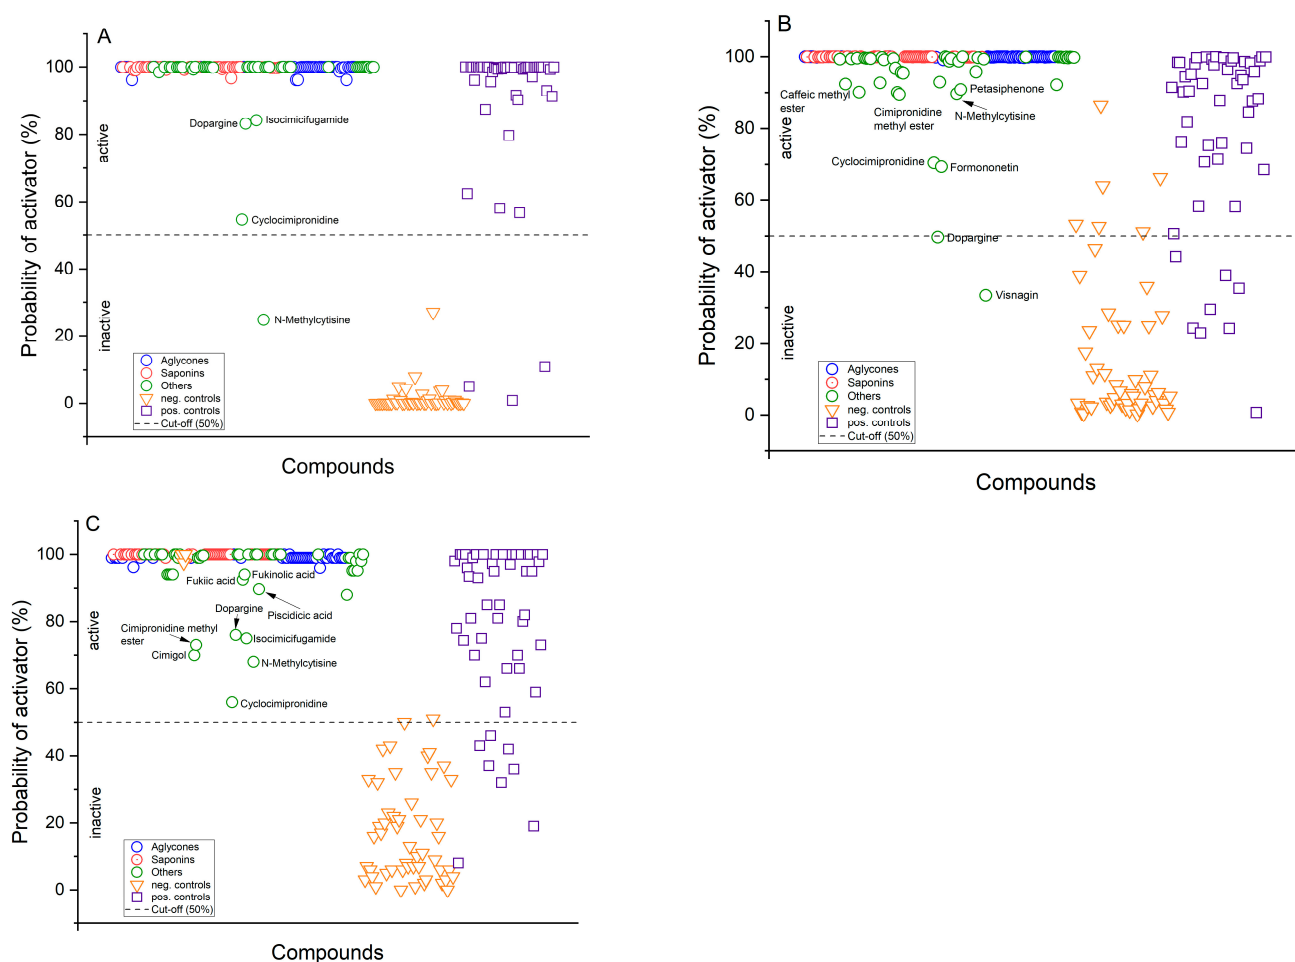 A
Probability of activator (%)
active
inactive
100
80
60
40
20
0
Dopargine
Isocimicifugamide
Cyclocimipronidine
N-Methylcytisine
Aglycones
Saponins
Others
neg. controls
pos. controls
Cut-off (50%)
Compounds
B
Probability of activator (%)
active
inactive
100
80
60
40
20
0
Caffeic methyl
ester
Cimipronidine
methyl ester
Petasiphenone
N-Methylcytisine
Cyclocimipronidine
Formononetin
Dopargine
Visnagin
Aglycones
Saponins
Others
neg. controls
pos. controls
Cut-off (50%)
Compounds
C
Probability of activator (%)
active
inactive
100
80
60
40
20
0
Fukiic acid
Fukinolic acid
Piscidicic acid
Dopargine
Cimipronidine methyl
ester
Isocimicifugamide
Cimigol
N-Methylcytisine
Cyclocimipronidine
Aglycones
Saponins
Others
neg. controls
pos. controls
Cut-off (50%)
Compounds